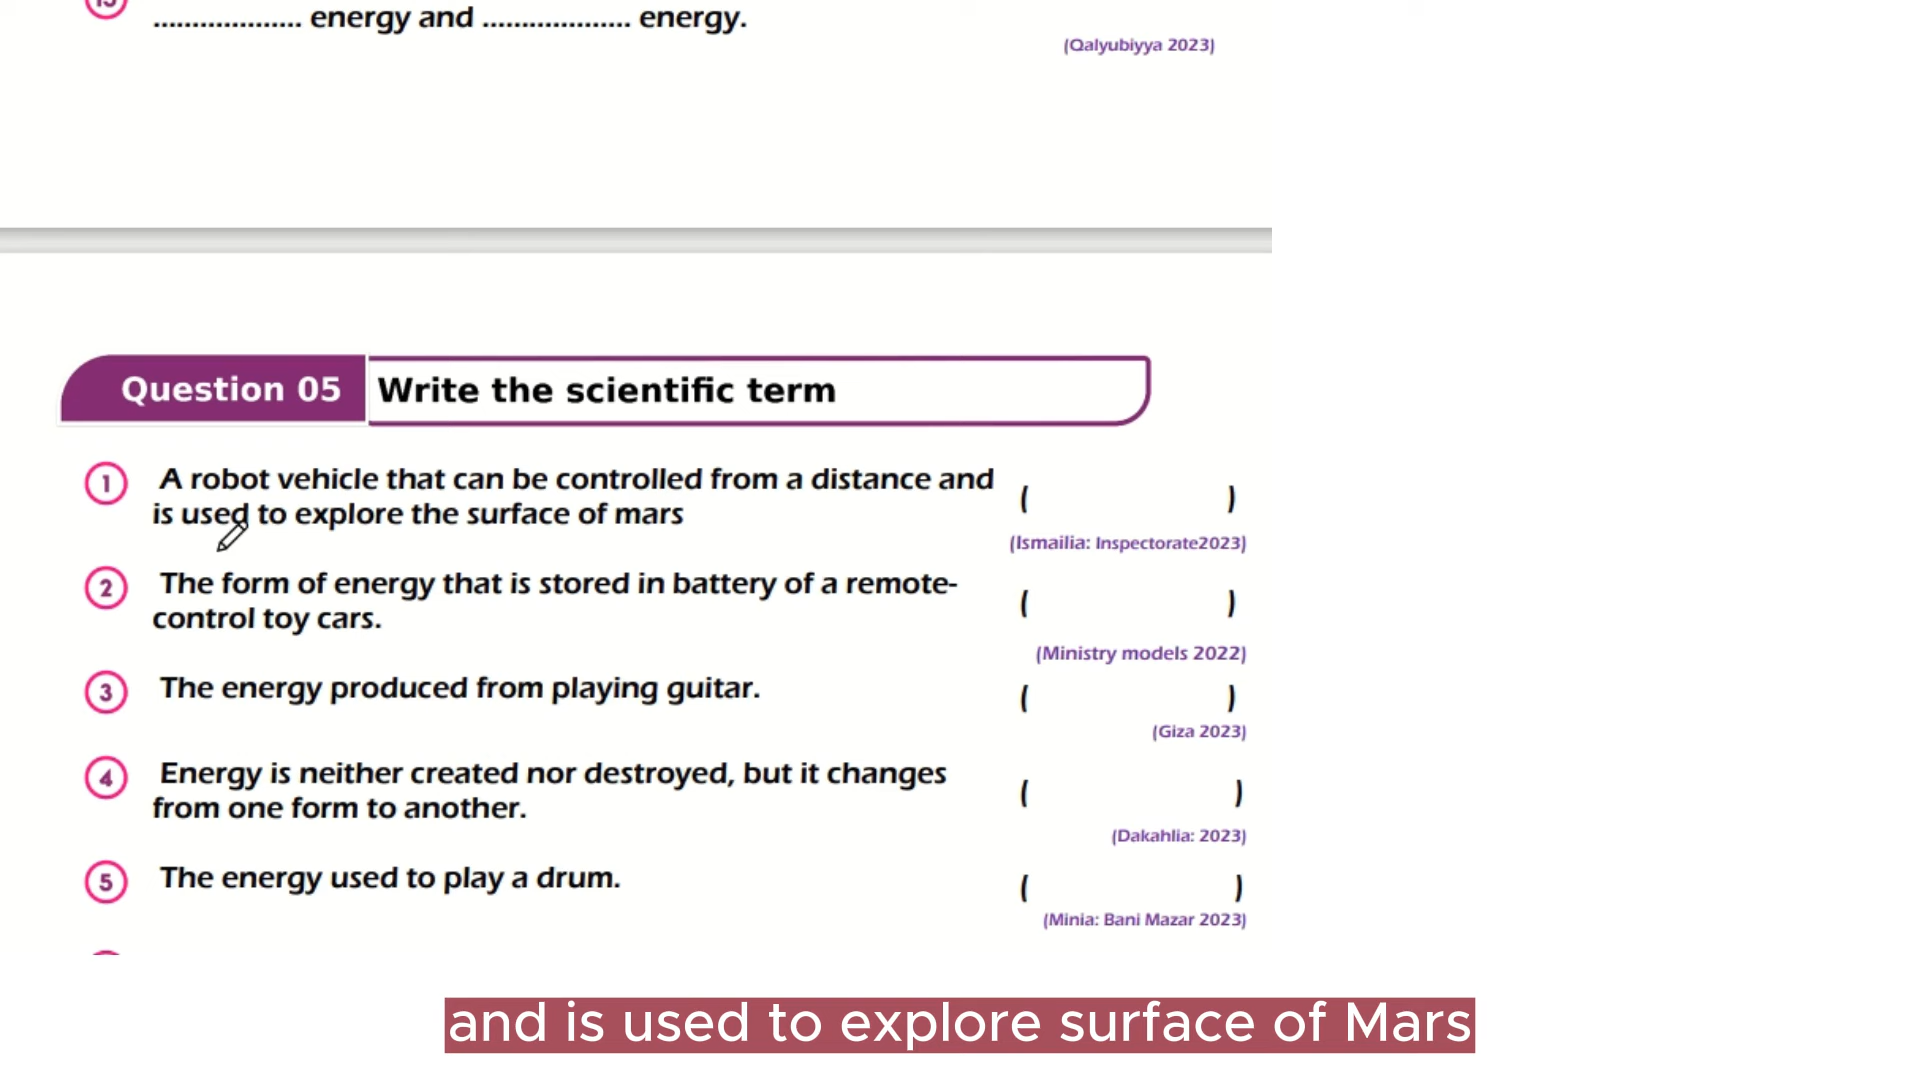 15
................... energy and ................... energy.
(Qalyubiyya 2023)
Question 05 Write the scientific term
1 A robot vehicle that can be controlled from a distance and
is used to explore the surface of mars
( )
(Ismailia: Inspectorate2023)
2 The form of energy that is stored in battery of a remote-
control toy cars.
( )
(Ministry models 2022)
3 The energy produced from playing guitar. ( )
(Giza 2023)
4 Energy is neither created nor destroyed, but it changes
from one form to another.
( )
(Dakahlia: 2023)
5 The energy used to play a drum. ( )
(Minia: Bani Mazar 2023)
and is used to explore surface of Mars